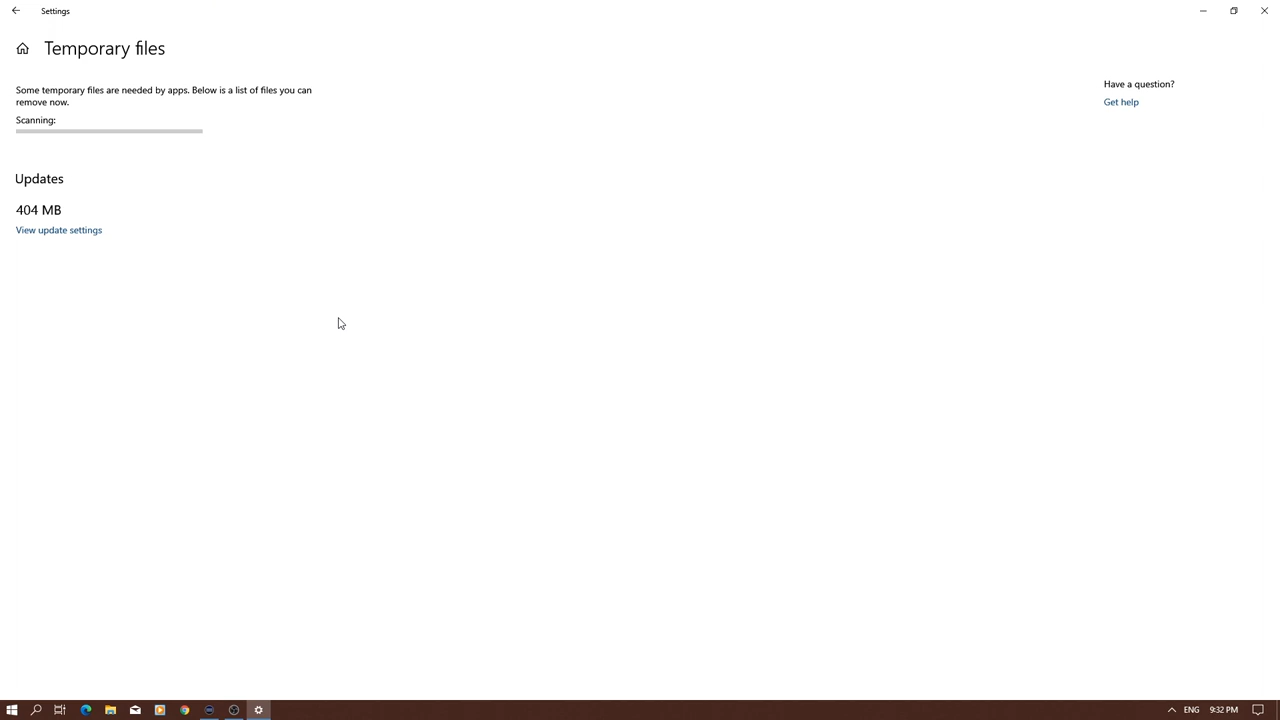 Settings
Temporary files
Some temporary files are needed by apps. Below is a list of files you can
remove now.
Scanning:
Updates
404 MB
View update settings
Have a question?
Get help
ENG
9:32 PM